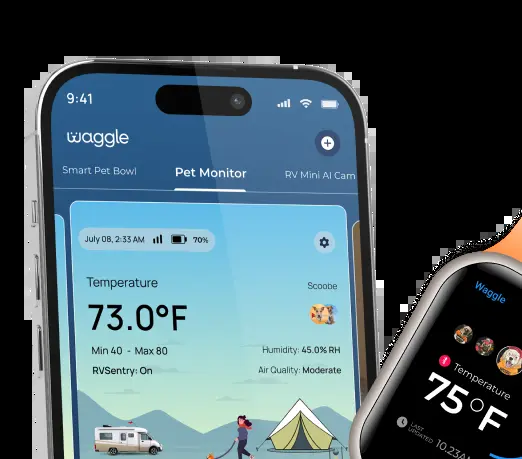 9:41
waggle
Smart Pet Bowl Pet Monitor RV Mini AI Cam
July 08, 2:33 AM 70%
Temperature Scoobe
73.0°F
Min 40 - Max 80 Humidity: 45.0% RH
RVSentry: On Air Quality: Moderate
Waggle
Temperature
75°F
LAST
UPDATED 10.23AM